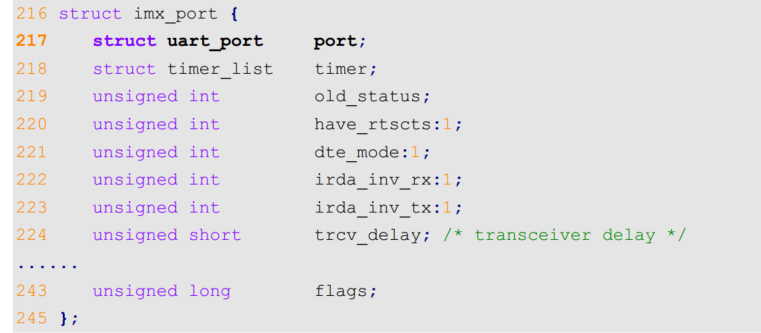 216 struct imx_port {
217 struct uart_port port;
218 struct timer_list timer;
219 unsigned int old_status;
220 unsigned int have_rtscts:1;
221 unsigned int dte_mode:1;
222 unsigned int irda_inv_rx:1;
223 unsigned int irda_inv_tx:1;
224 unsigned short trcv_delay; /* transceiver delay */
......
243 unsigned long flags;
245 };